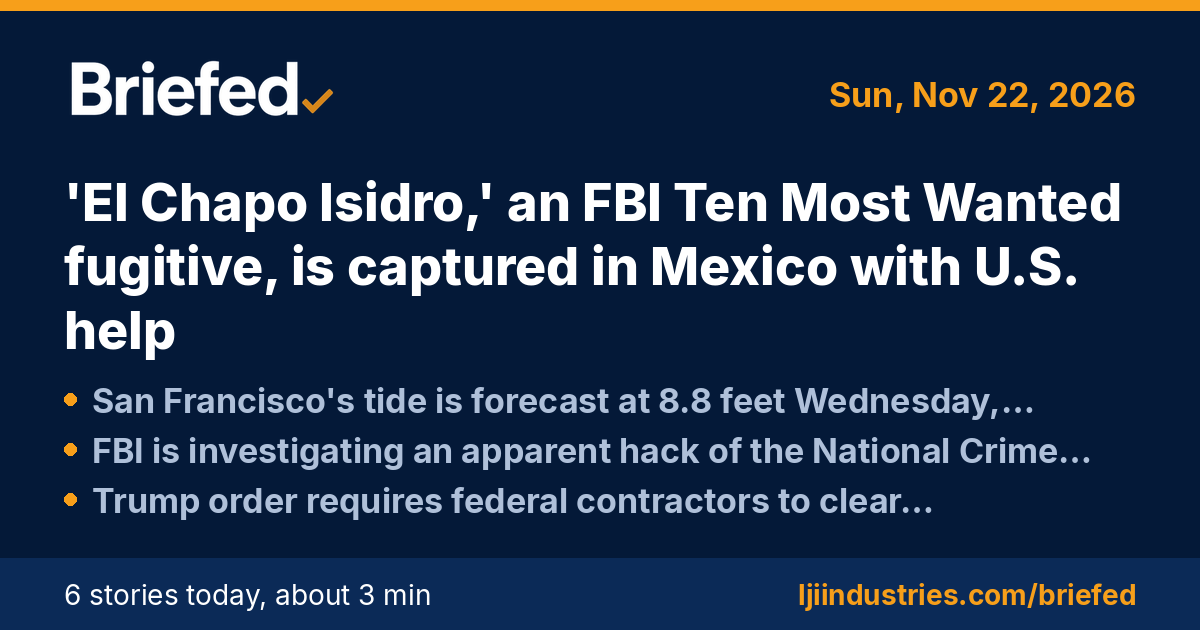 Briefed
Sun, Nov 22, 2026
'El Chapo Isidro,' an FBI Ten Most Wanted
fugitive, is captured in Mexico with U.S.
help
San Francisco's tide is forecast at 8.8 feet Wednesday,...
FBI is investigating an apparent hack of the National Crime...
Trump order requires federal contractors to clear...
6 stories today, about 3 min
ljiindustries.com/briefed